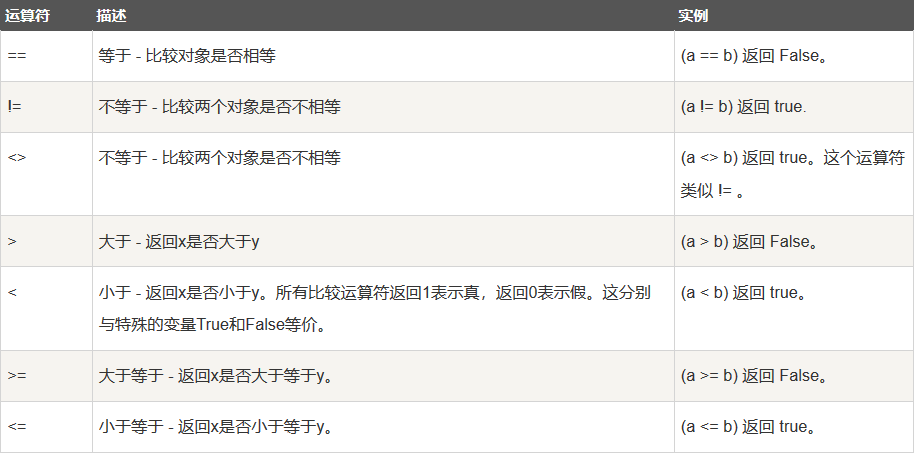 运算符 描述 实例
== 等于 - 比较对象是否相等 (a == b) 返回 False。
!= 不等于 - 比较两个对象是否不相等 (a != b) 返回 true.
<> 不等于 - 比较两个对象是否不相等 (a <> b) 返回 true。这个运算符
类似 != 。
> 大于 - 返回x是否大于y (a > b) 返回 False。
< 小于 - 返回x是否小于y。所有比较运算符返回1表示真，返回0表示假。这分别 (a < b) 返回 true。
与特殊的变量True和False等价。
>= 大于等于 - 返回x是否大于等于y。 (a >= b) 返回 False。
<= 小于等于 - 返回x是否小于等于y。 (a <= b) 返回 true。